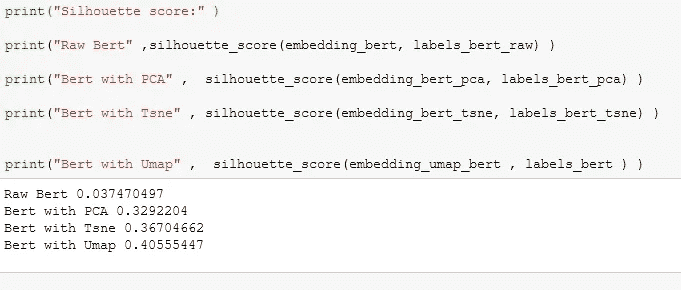 print("Silhouette score:" )
print("Raw Bert" ,silhouette_score(embedding_bert, labels_bert_raw) )
print("Bert with PCA" ,  silhouette_score(embedding_bert_pca, labels_bert_pca) )
print("Bert with Tsne" , silhouette_score(embedding_bert_tsne, labels_bert_tsne) )
print("Bert with Umap" ,  silhouette_score(embedding_umap_bert , labels_bert ) )
Raw Bert 0.037470497
Bert with PCA 0.3292204
Bert with Tsne 0.36704662
Bert with Umap 0.40555447